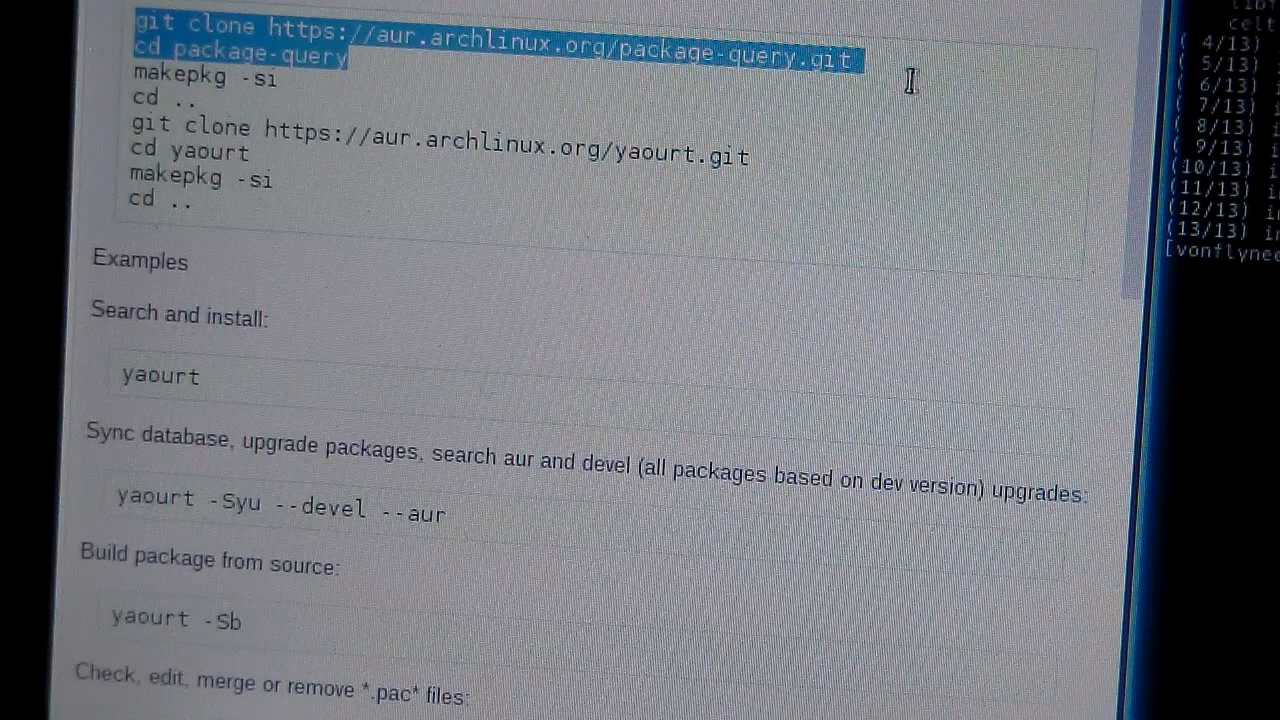 git clone https://aur.archlinux.org/package-query.git
cd package-query
makepkg -si
cd ..
git clone https://aur.archlinux.org/yaourt.git
cd yaourt
makepkg -si
cd ..
Examples
Search and install:
yaourt
Sync database, upgrade packages, search aur and devel (all packages based on dev version) upgrades:
yaourt -Syu --devel --aur
Build package from source:
yaourt -Sb
Check, edit, merge or remove *.pac* files:
celt
( 4/13)
( 5/13)
( 6/13)
( 7/13)
( 8/13)
( 9/13)
(10/13)
(11/13)
(12/13)
(13/13)
[vonflynee